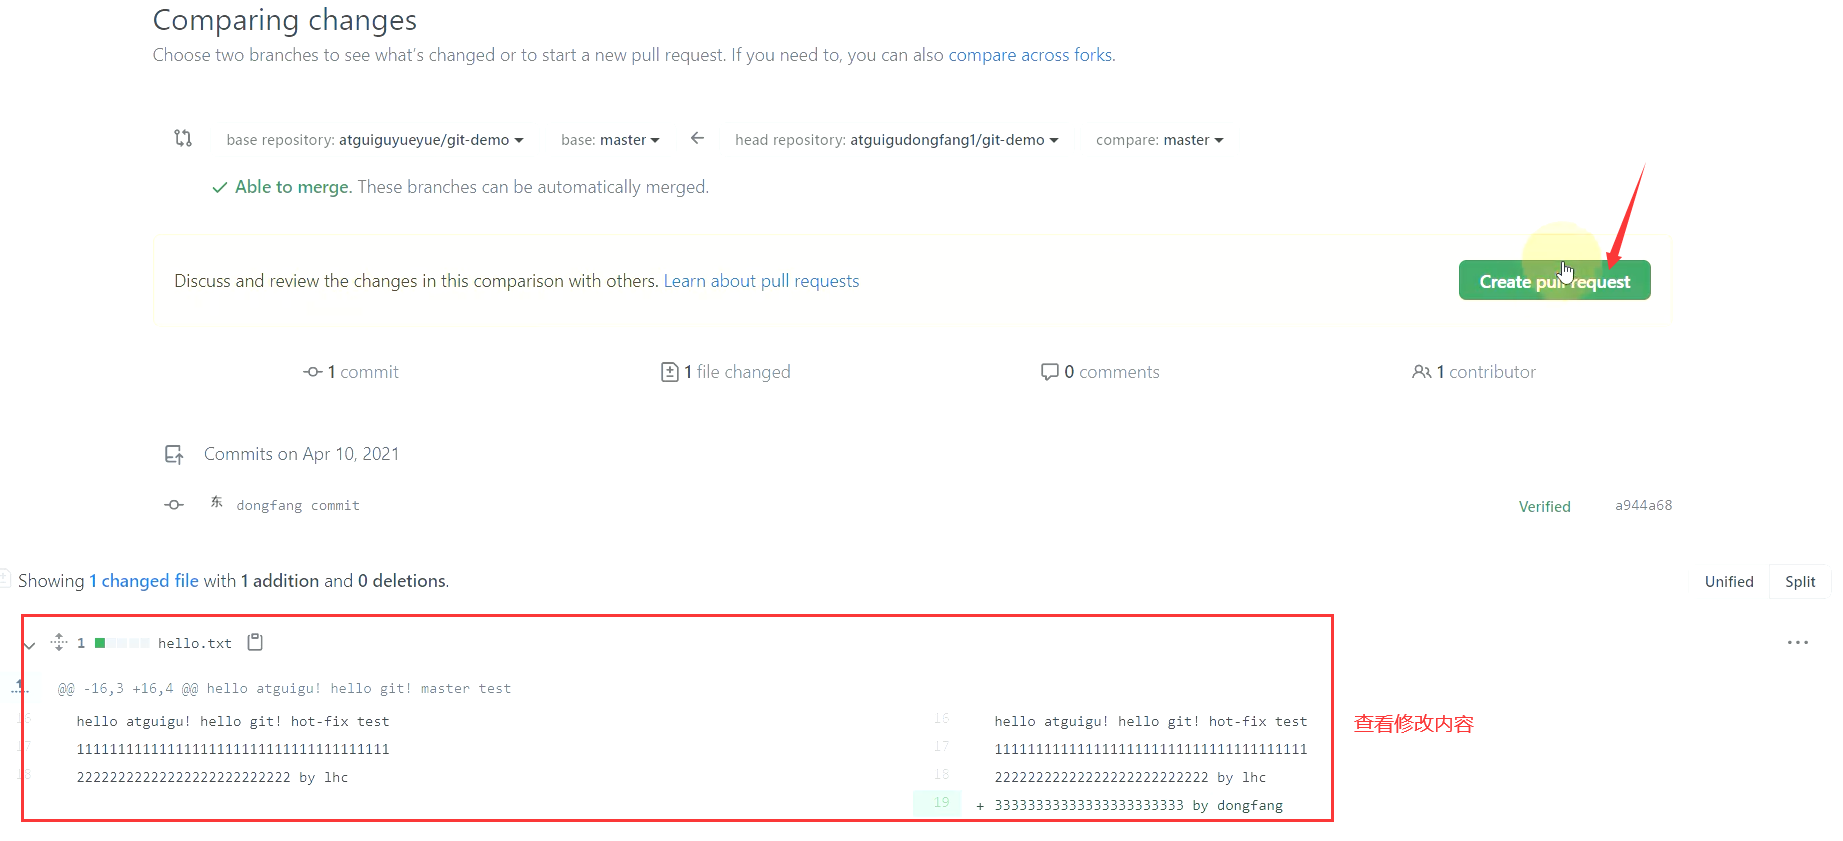 Comparing changes
Choose two branches to see what's changed or to start a new pull request. If you need to, you can also compare across forks.
base repository: atguiguyueyue/git-demo base: master head repository: atguigudongfang1/git-demo compare: master
Able to merge. These branches can be automatically merged.
Discuss and review the changes in this comparison with others. Learn about pull requests
Create pull request
1 commit 1 file changed 0 comments 1 contributor
Commits on Apr 10, 2021
东 dongfang commit Verified a944a68
Showing 1 changed file with 1 addition and 0 deletions.
Unified Split
1 hello.txt
@@ -16,3 +16,4 @@ hello atguigu! hello git! master test
16 hello atguigu! hello git! hot-fix test 16 hello atguigu! hello git! hot-fix test
查看修改内容
17 11111111111111111111111111111111111111 17 11111111111111111111111111111111111111
18 22222222222222222222222222 by lhc 18 22222222222222222222222222 by lhc
19 + 33333333333333333333333 by dongfang